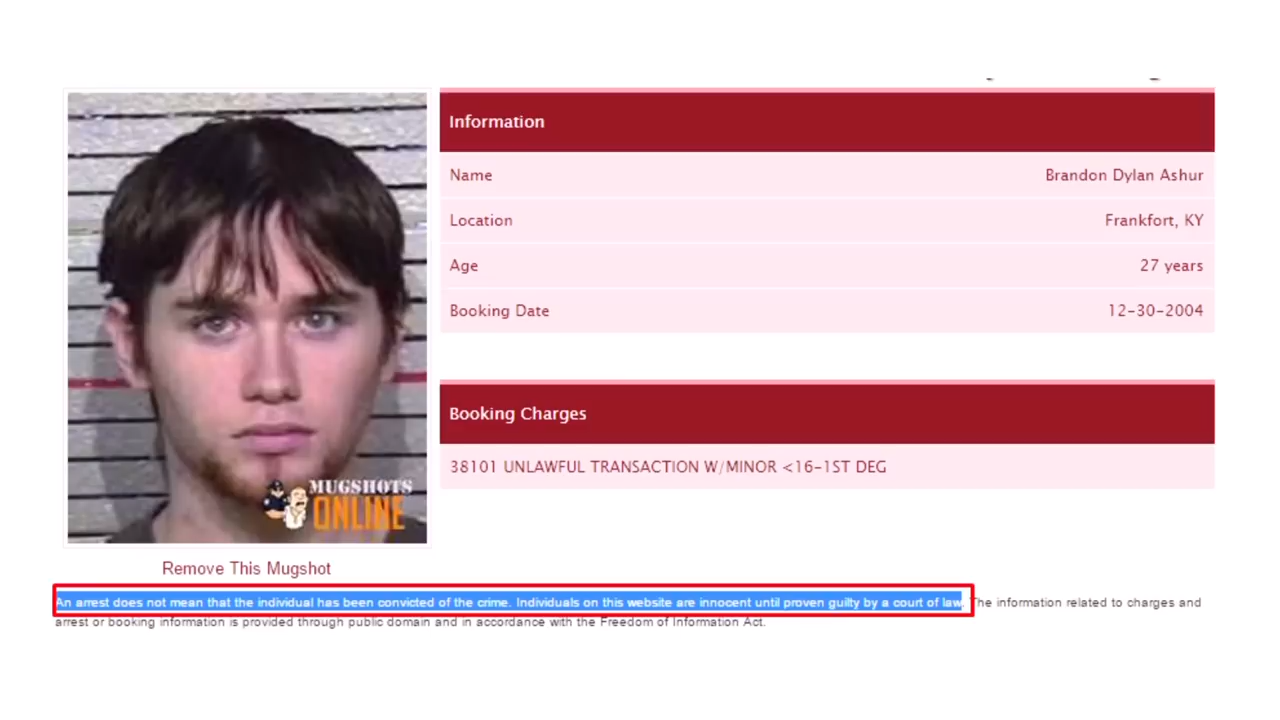 Information
Name Brandon Dylan Ashur
Location Frankfort, KY
Age 27 years
Booking Date 12-30-2004
Booking Charges
38101 UNLAWFUL TRANSACTION W/MINOR <16-1ST DEG
MUGSHOTS
ONLINE
Remove This Mugshot
An arrest does not mean that the individual has been convicted of the crime. Individuals on this website are innocent until proven guilty by a court of law. The information related to charges and
arrest or booking information is provided through public domain and in accordance with the Freedom of Information Act.